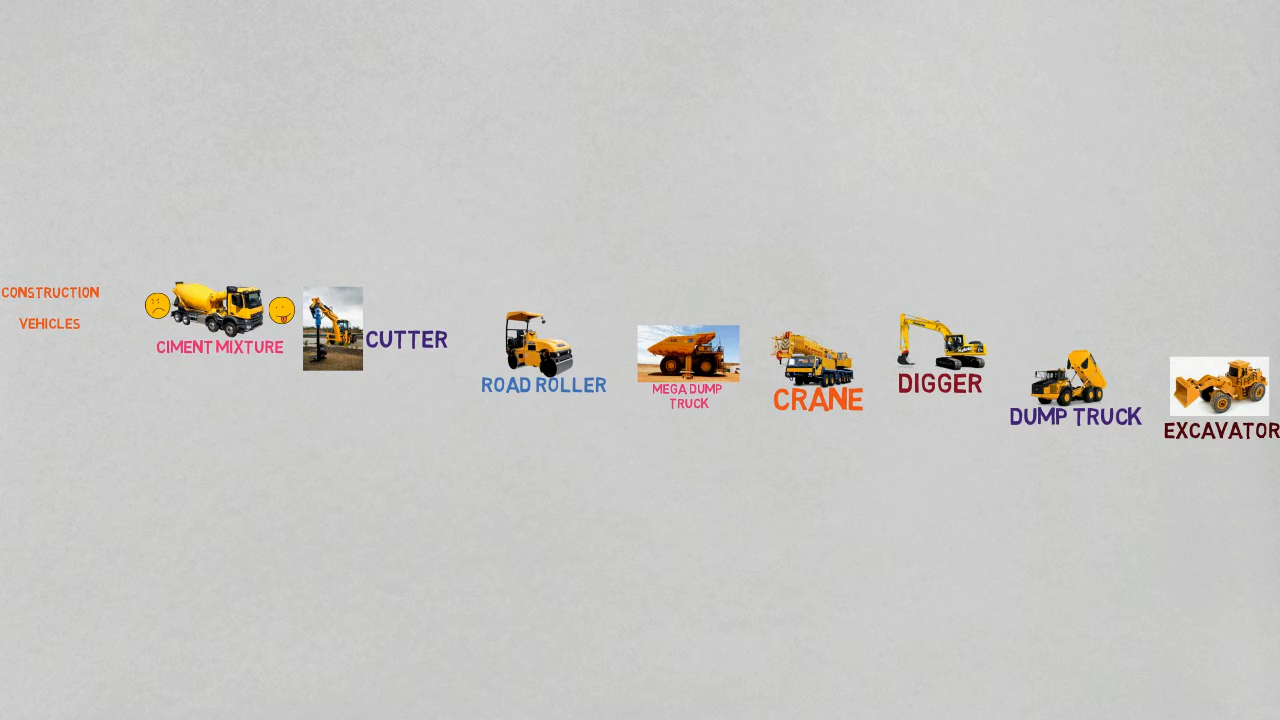 CONSTRUCTION
VEHICLES
CIMENT MIXTURE
CUTTER
ROAD ROLLER
MEGA DUMP
TRUCK
CRANE
DIGGER
DUMP TRUCK
EXCAVATOR